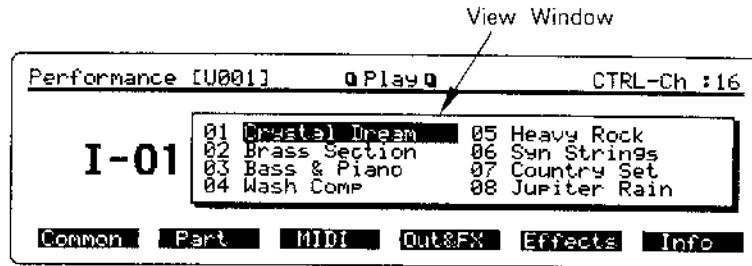 View Window
Performance [U001] Play CTRL-Ch :16
I-01
01 Crystal Dream
02 Brass Section
03 Bass & Piano
04 Wash Comp
05 Heavy Rock
06 Syn Strings
07 Country Set
08 Jupiter Rain
Common Part MIDI Out&FX Effects Info